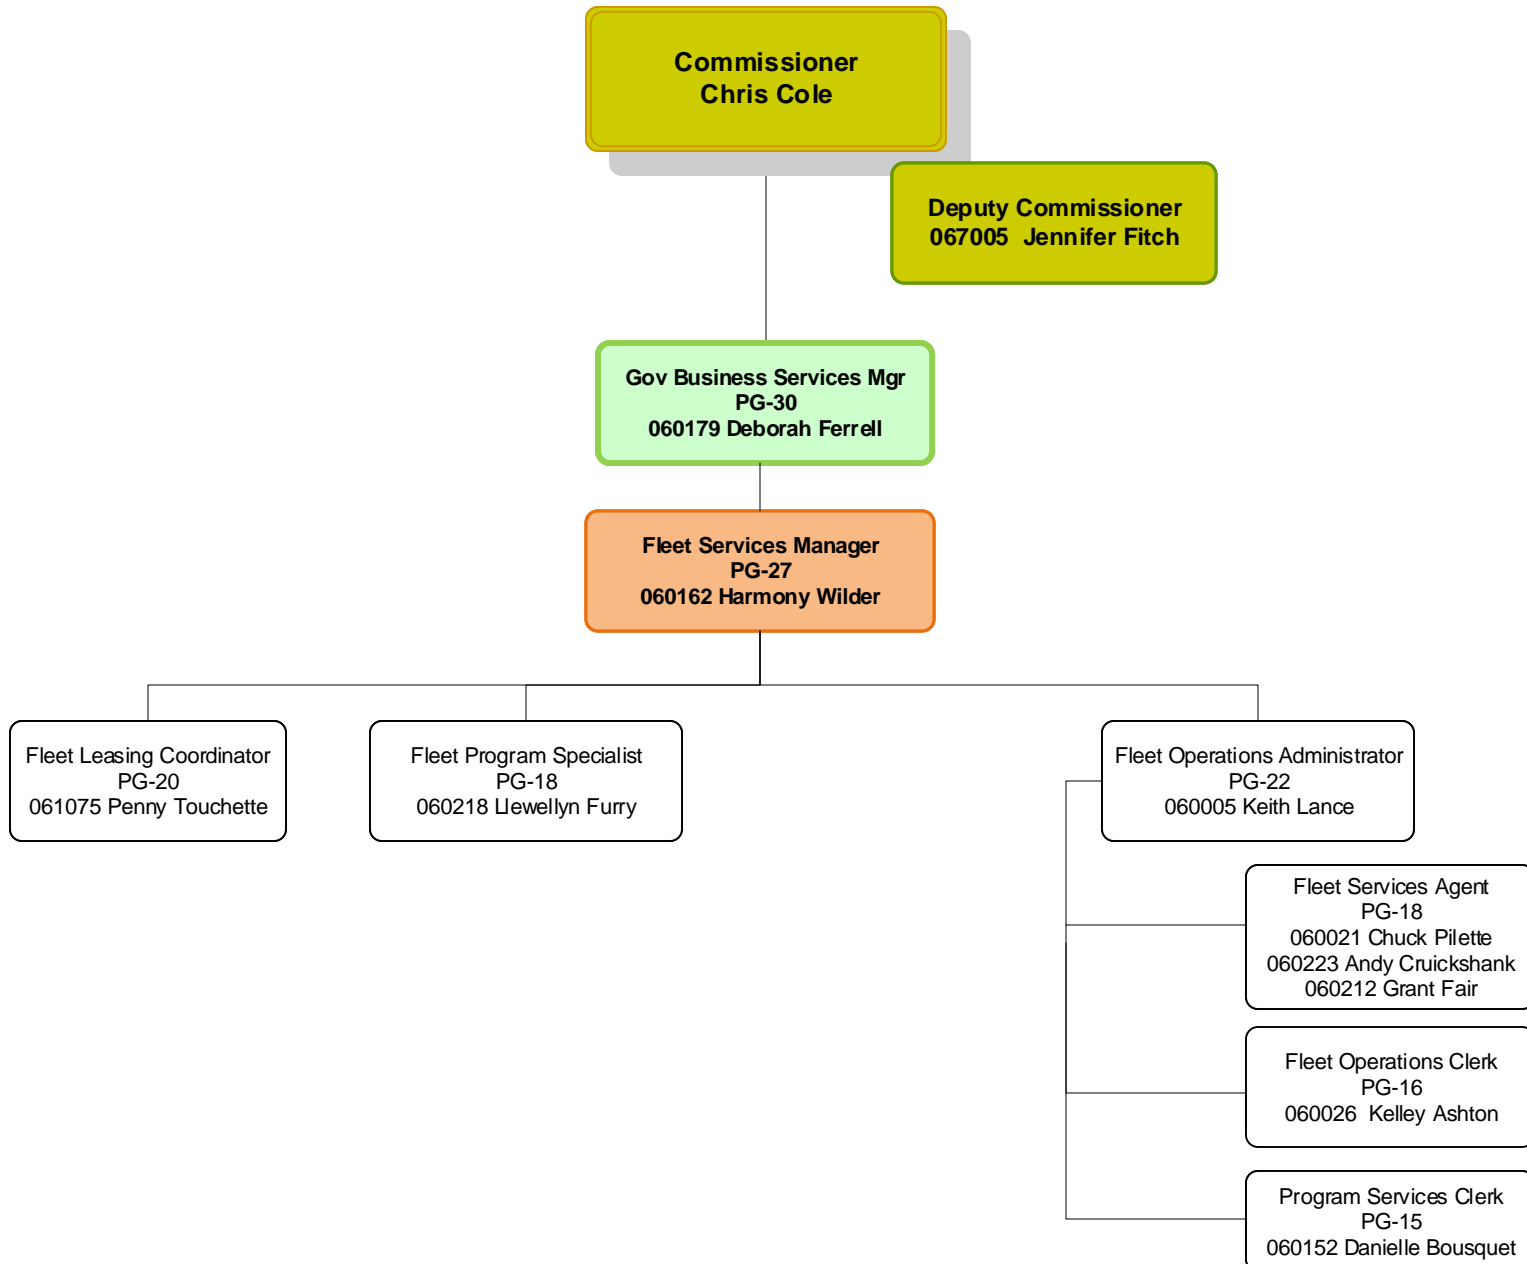 Commissioner
Chris Cole
Deputy Commissioner
067005  Jennifer Fitch
Gov Business Services Mgr
PG-30
060179 Deborah Ferrell
Fleet Services Manager
PG-27
060162 Harmony Wilder
Fleet Leasing Coordinator
PG-20
061075 Penny Touchette
Fleet Program Specialist
PG-18
060218 Llewellyn Furry
Fleet Operations Administrator
PG-22
060005 Keith Lance
Fleet Services Agent
PG-18
060021 Chuck Pilette
060223 Andy Cruickshank
060212 Grant Fair
Fleet Operations Clerk
PG-16
060026  Kelley Ashton
Program Services Clerk
PG-15
060152 Danielle Bousquet